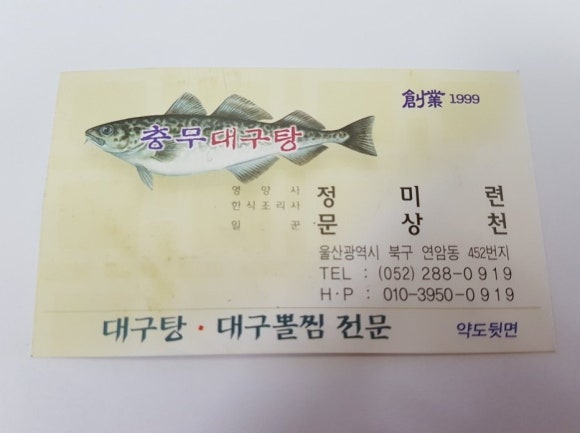 創業 1999
충무대구탕
영 양 사
한식조리사
정 미 련
일 꾼
문 상 천
울산광역시 북구 연암동 452번지
TEL : (052) 288-0919
H·P : 010-3950-0919
대구탕 · 대구뽈찜 전문
약도뒷면